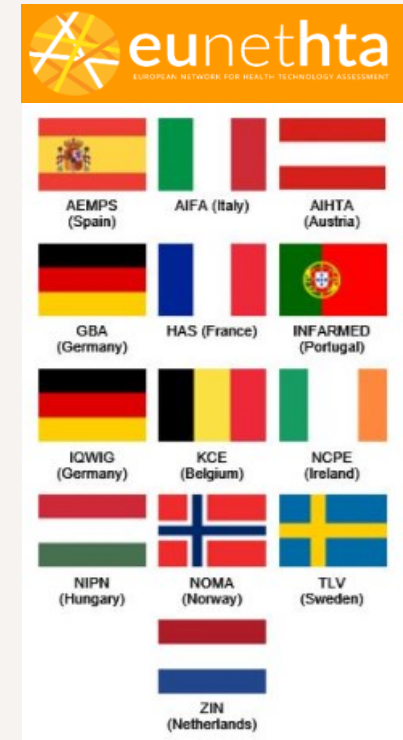 eunethta
EUROPEAN NETWORK FOR HEALTH TECHNOLOGY ASSESSMENT
AEMPS
(Spain)
AIFA (Italy)
AIHTA
(Austria)
GBA
(Germany)
HAS (France)
INFARMED
(Portugal)
IQWIG
(Germany)
KCE
(Belgium)
NCPE
(Ireland)
NIPN
(Hungary)
NOMA
(Norway)
TLV
(Sweden)
ZIN
(Netherlands)